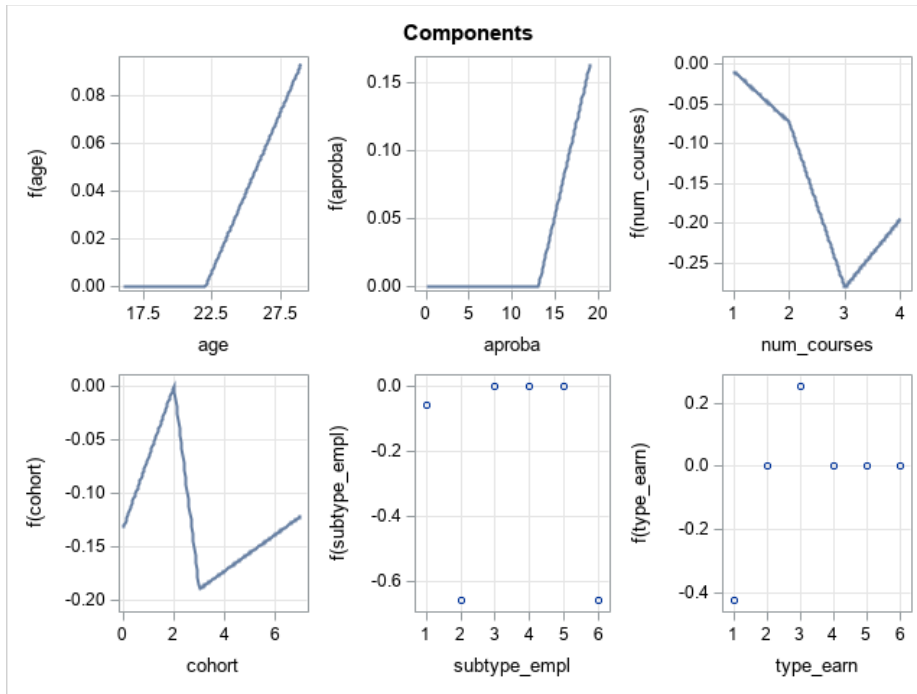 Components
f(age)
0.08
0.06
0.04
0.02
0.00
17.5 22.5 27.5
age
f(aproba)
0.15
0.10
0.05
0.00
0 5 10 15 20
aproba
f(num_courses)
0.00
-0.05
-0.10
-0.15
-0.20
-0.25
1 2 3 4
num_courses
f(cohort)
0.00
-0.05
-0.10
-0.15
-0.20
0 2 4 6
cohort
f(subtype_empl)
0.0
-0.2
-0.4
-0.6
1 2 3 4 5 6
subtype_empl
f(type_earn)
0.2
0.0
-0.2
-0.4
1 2 3 4 5 6
type_earn